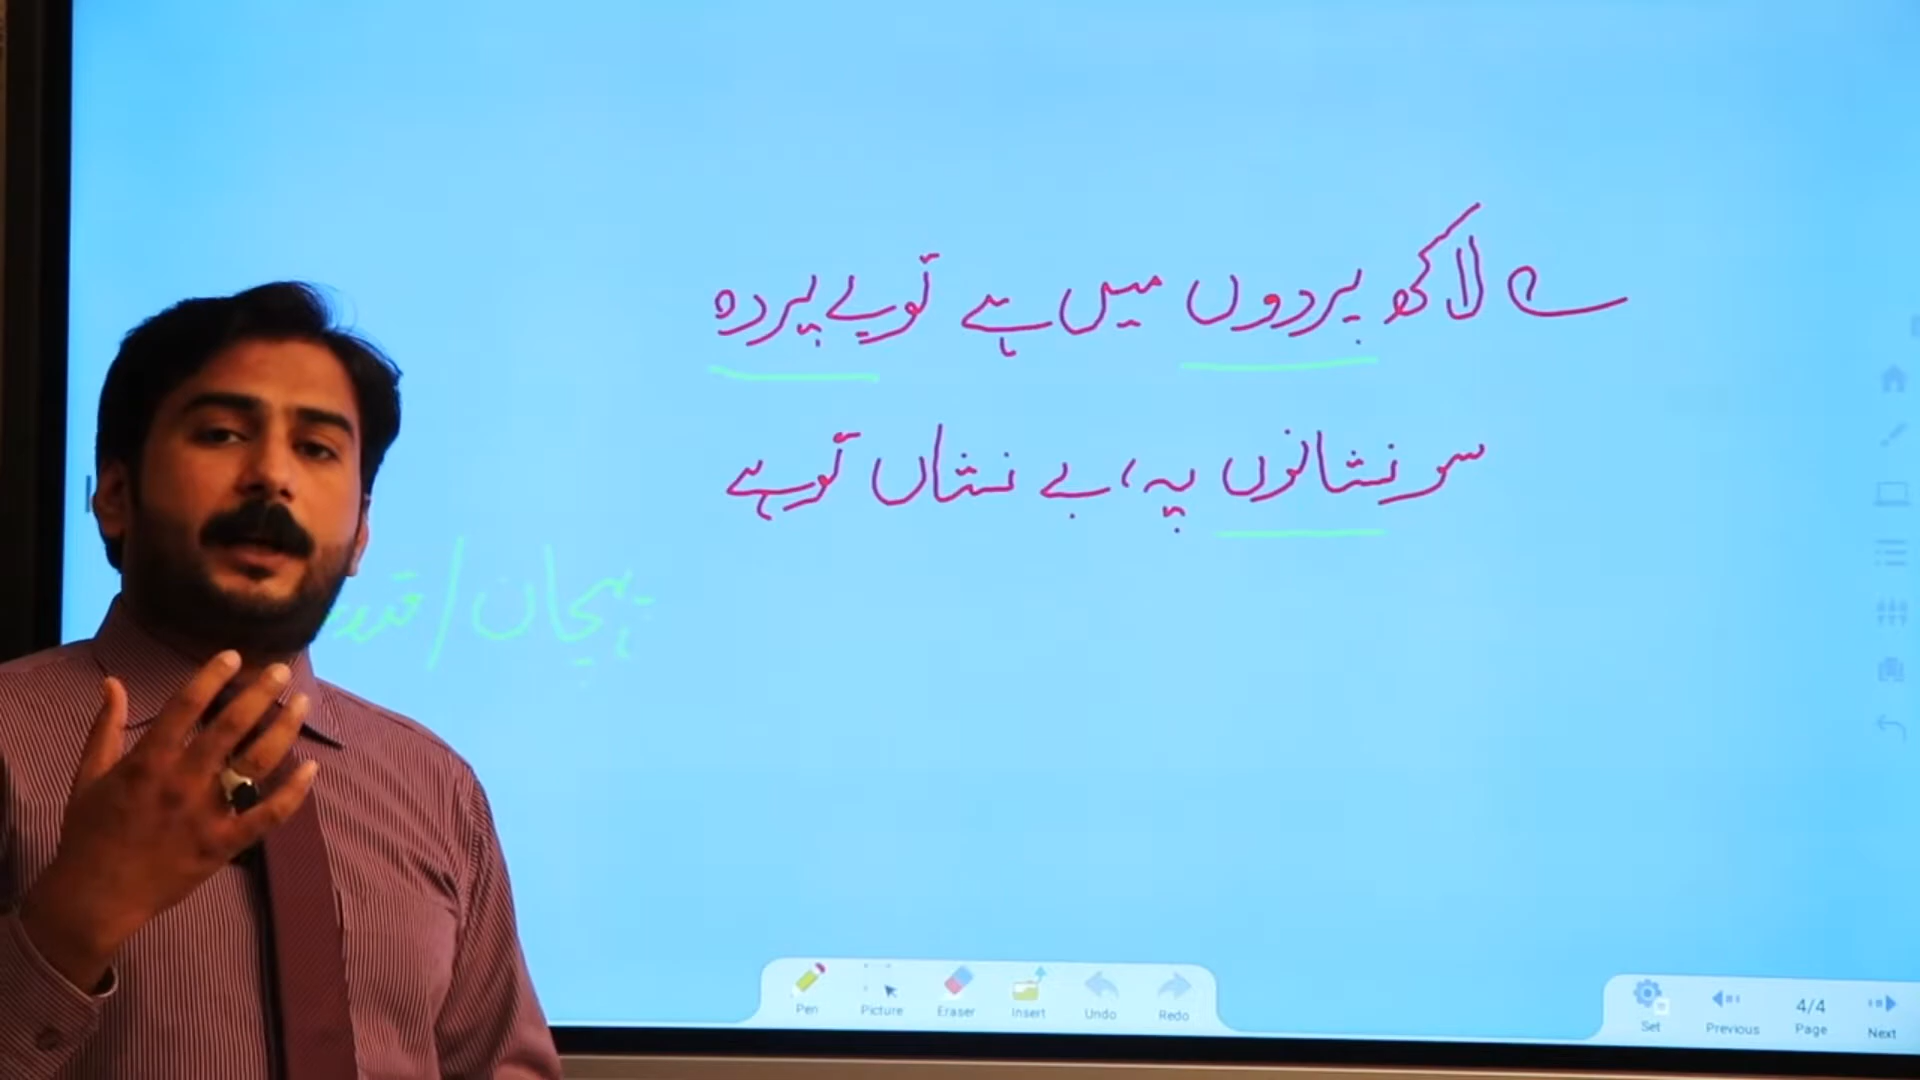 لاکھ پردوں میں ہے تو بے پردہ
سو نشانوں پہ، بے نشاں تو ہے
پہچان /
Pen
Picture
Eraser
Insert
Undo
Redo
Set
Previous
4/4
Page
Next